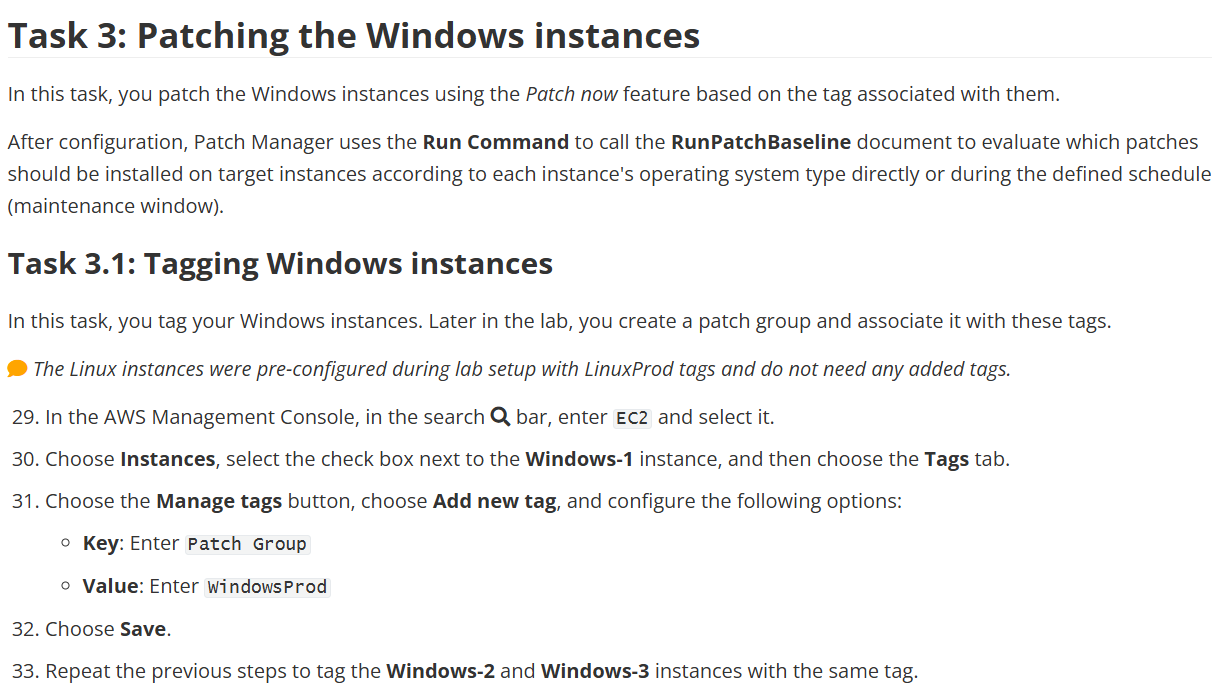 Task 3: Patching the Windows instances
In this task, you patch the Windows instances using the Patch now feature based on the tag associated with them.
After configuration, Patch Manager uses the Run Command to call the RunPatchBaseline document to evaluate which patches
should be installed on target instances according to each instance's operating system type directly or during the defined schedule
(maintenance window).
Task 3.1: Tagging Windows instances
In this task, you tag your Windows instances. Later in the lab, you create a patch group and associate it with these tags.
The Linux instances were pre-configured during lab setup with LinuxProd tags and do not need any added tags.
29. In the AWS Management Console, in the search bar, enter EC2 and select it.
30. Choose Instances, select the check box next to the Windows-1 instance, and then choose the Tags tab.
31. Choose the Manage tags button, choose Add new tag, and configure the following options:
Key: Enter Patch Group
Value: Enter WindowsProd
32. Choose Save.
33. Repeat the previous steps to tag the Windows-2 and Windows-3 instances with the same tag.